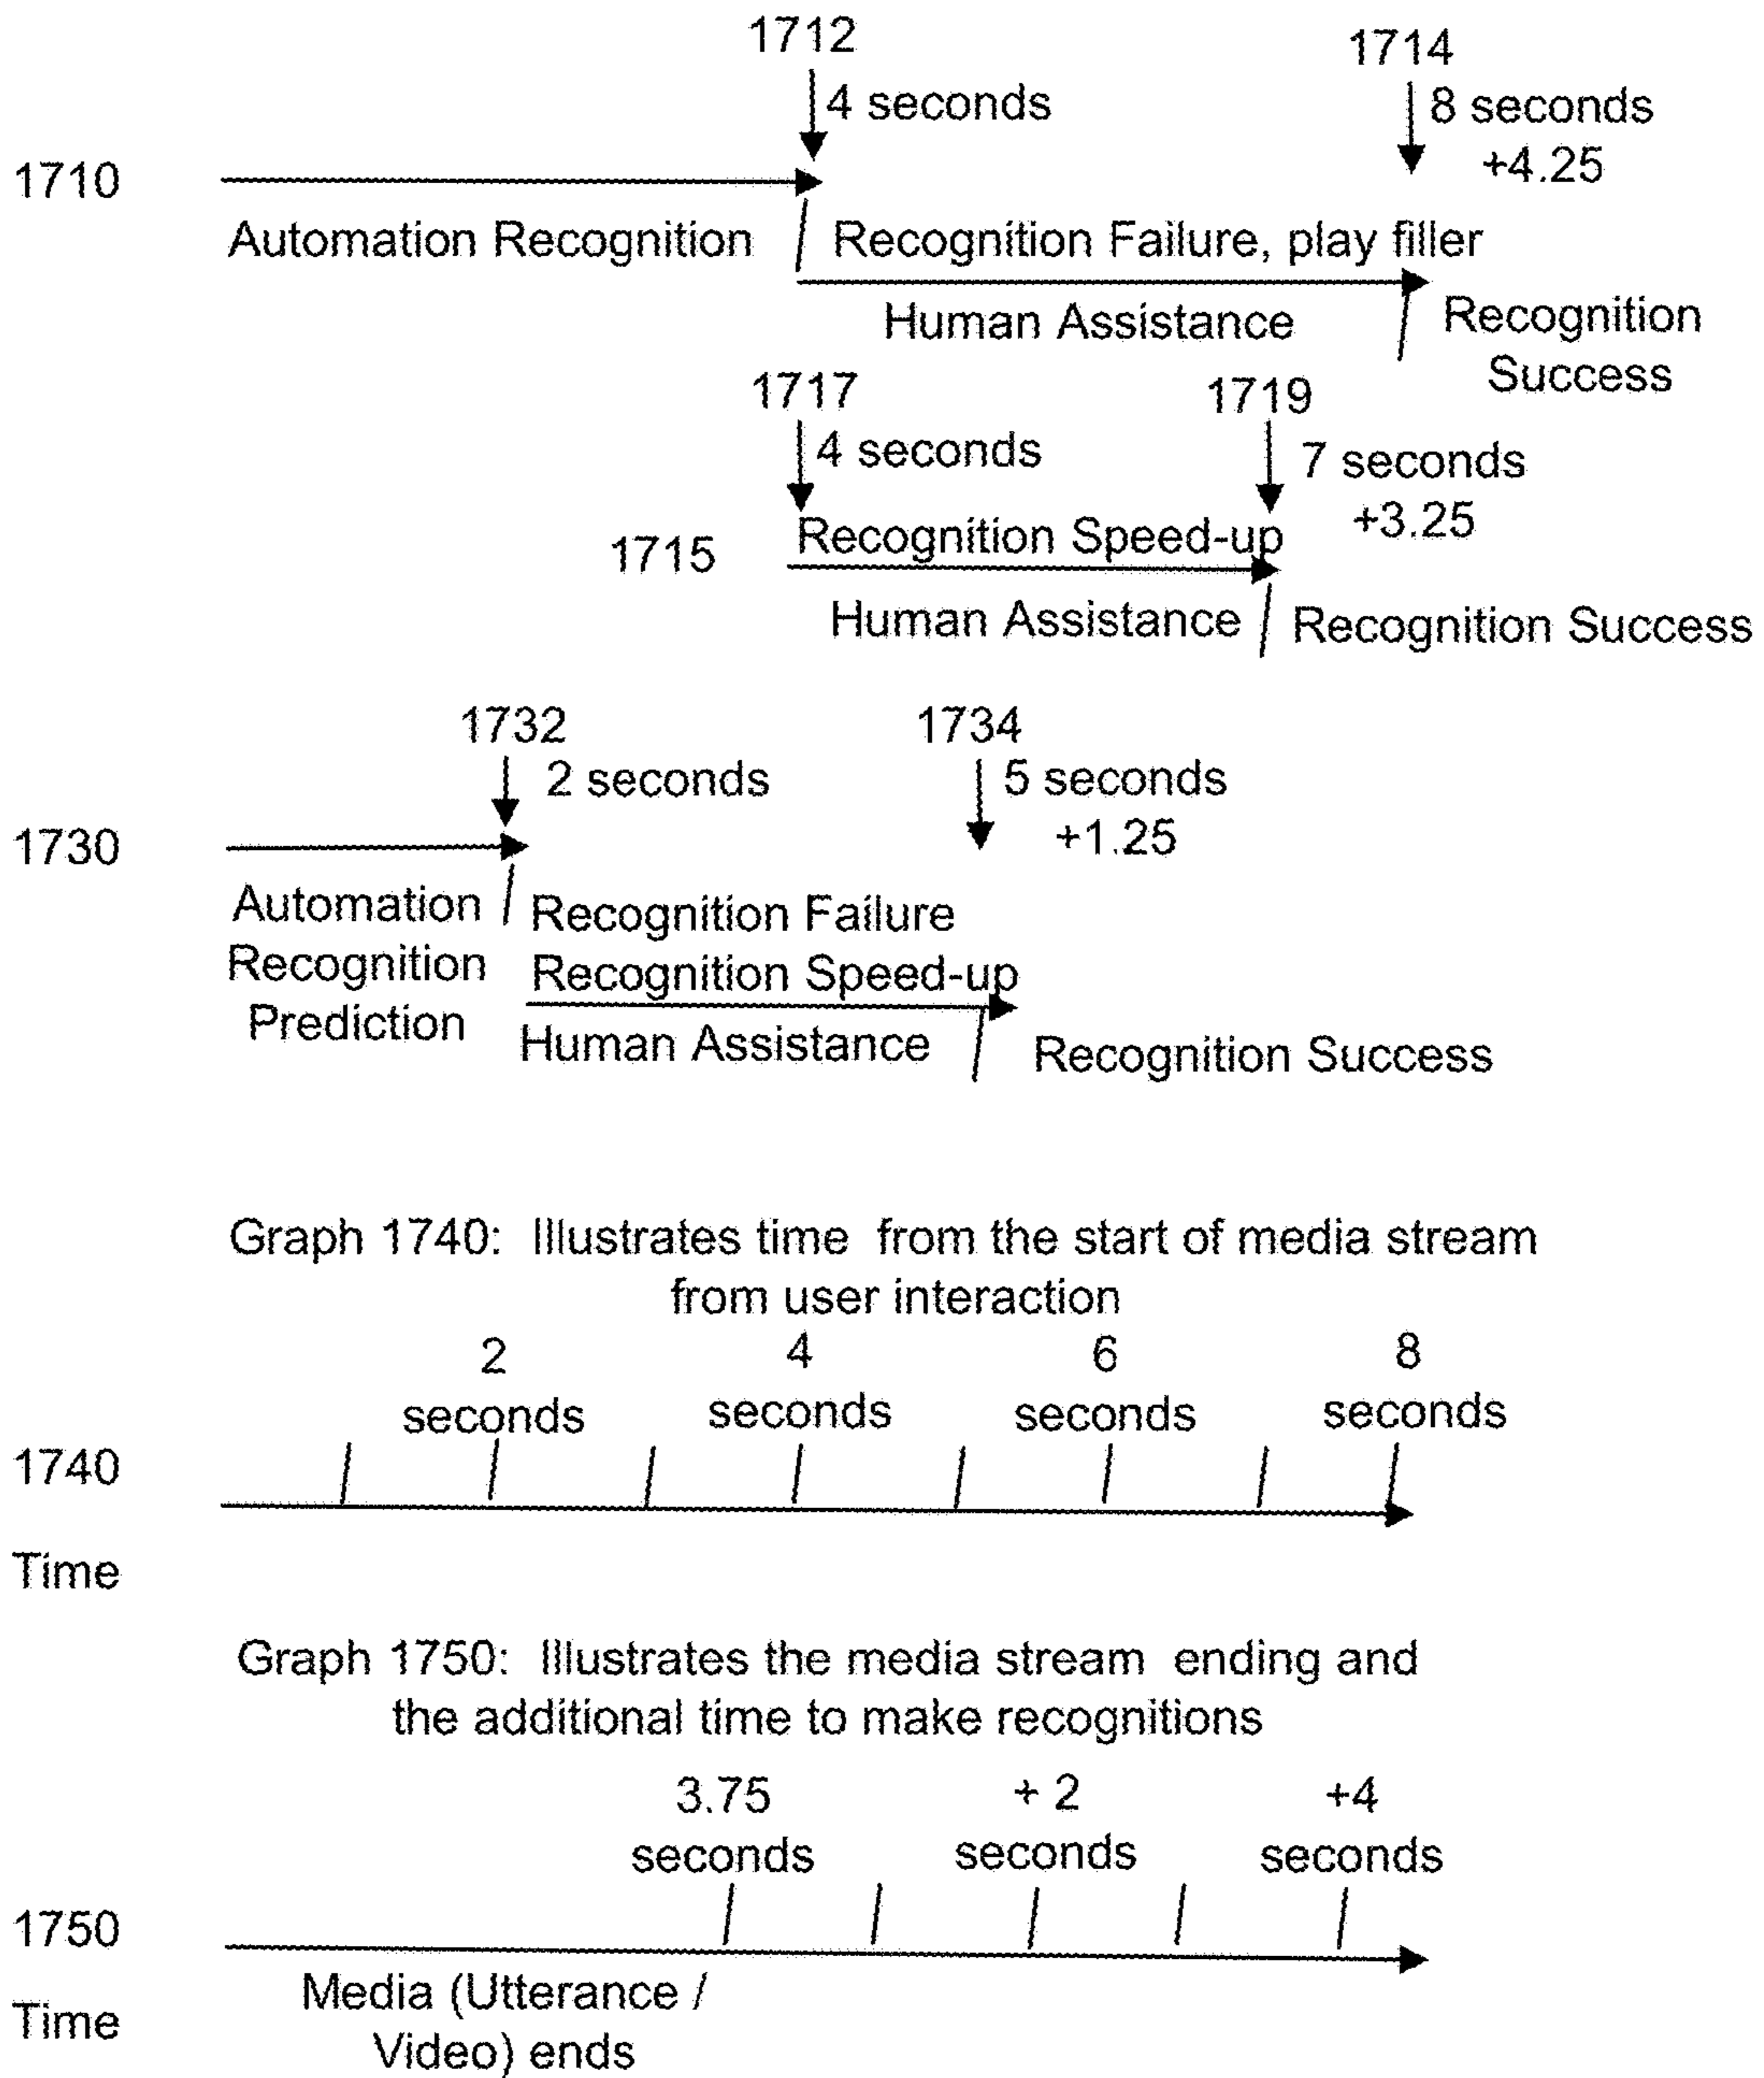 1712
1714
4 seconds
8 seconds
+4.25
1710
Automation Recognition
Recognition Failure, play filler
Human Assistance
Recognition
Success
1717
1719
4 seconds
7 seconds
+3.25
1715
Recognition Speed-up
Human Assistance
Recognition Success
1732
1734
2 seconds
5 seconds
+1.25
1730
Automation
Recognition
Prediction
Recognition Failure
Recognition Speed-up
Human Assistance
Recognition Success
Graph 1740: Illustrates time from the start of media stream
from user interaction
2
seconds
4
seconds
6
seconds
8
seconds
1740
Time
Graph 1750: Illustrates the media stream ending and
the additional time to make recognitions
3.75
seconds
+ 2
seconds
+4
seconds
1750
Time
Media (Utterance /
Video) ends